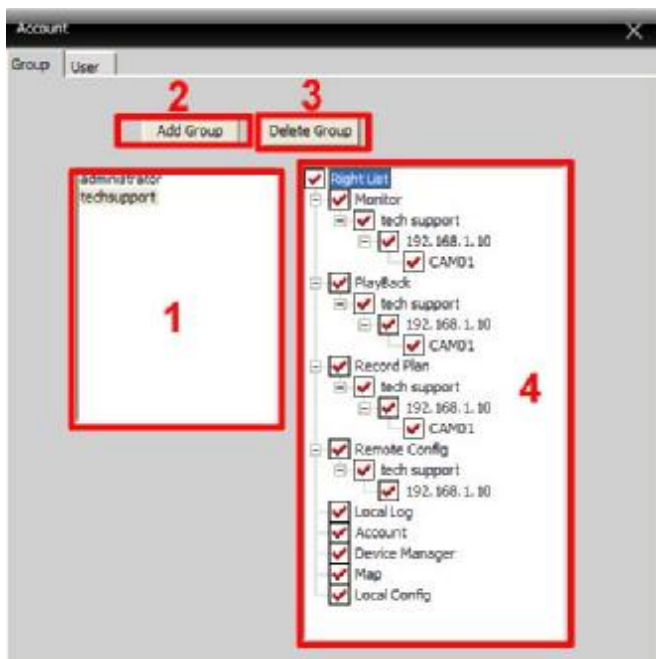 Account
Group User
2 3
Add Group Delete Group
administrator
techsupport
1
Right List
Monitor
tech support
192.168.1.10
CAM01
PlayBack
tech support
192.168.1.10
CAM01
Record Plan
tech support
192.168.1.10
CAM01
4
Remote Config
tech support
192.168.1.10
Local Log
Account
Device Manager
Map
Local Config